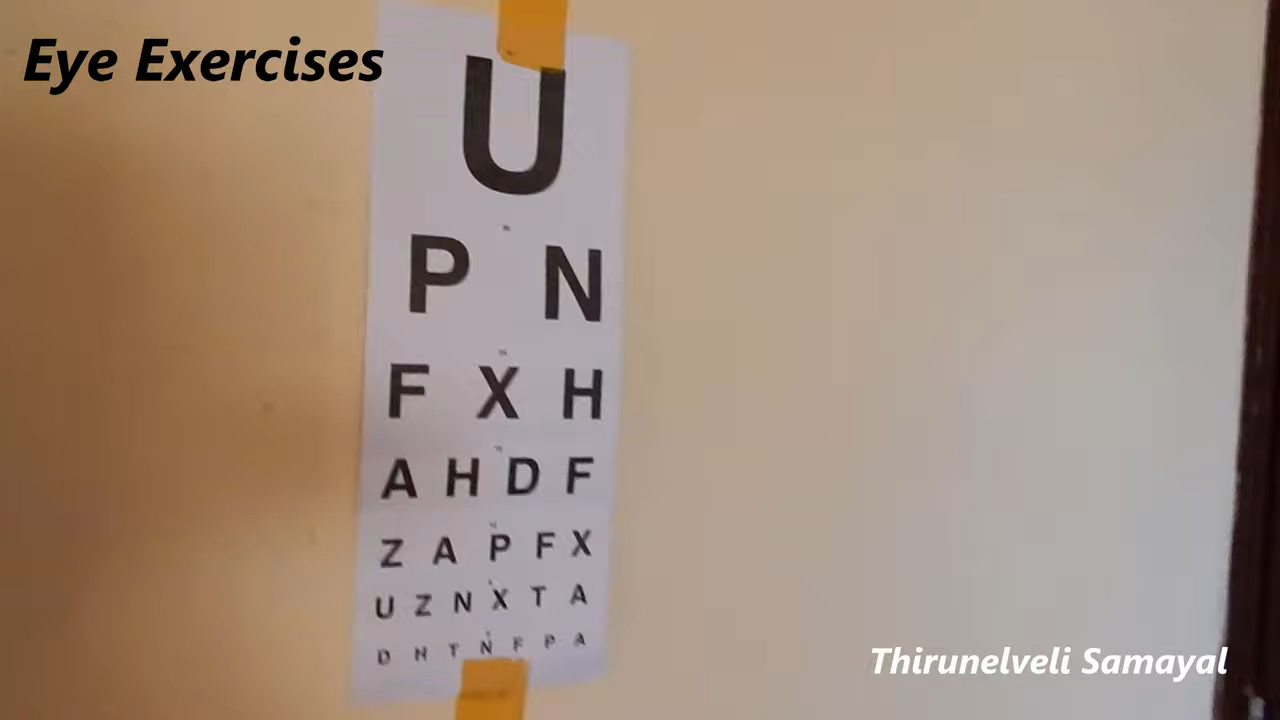 Eye Exercises
U
P N
F X H
A H D F
Z A P F X
U Z N X T A
D H T N F P A
Thirunelveli Samayal